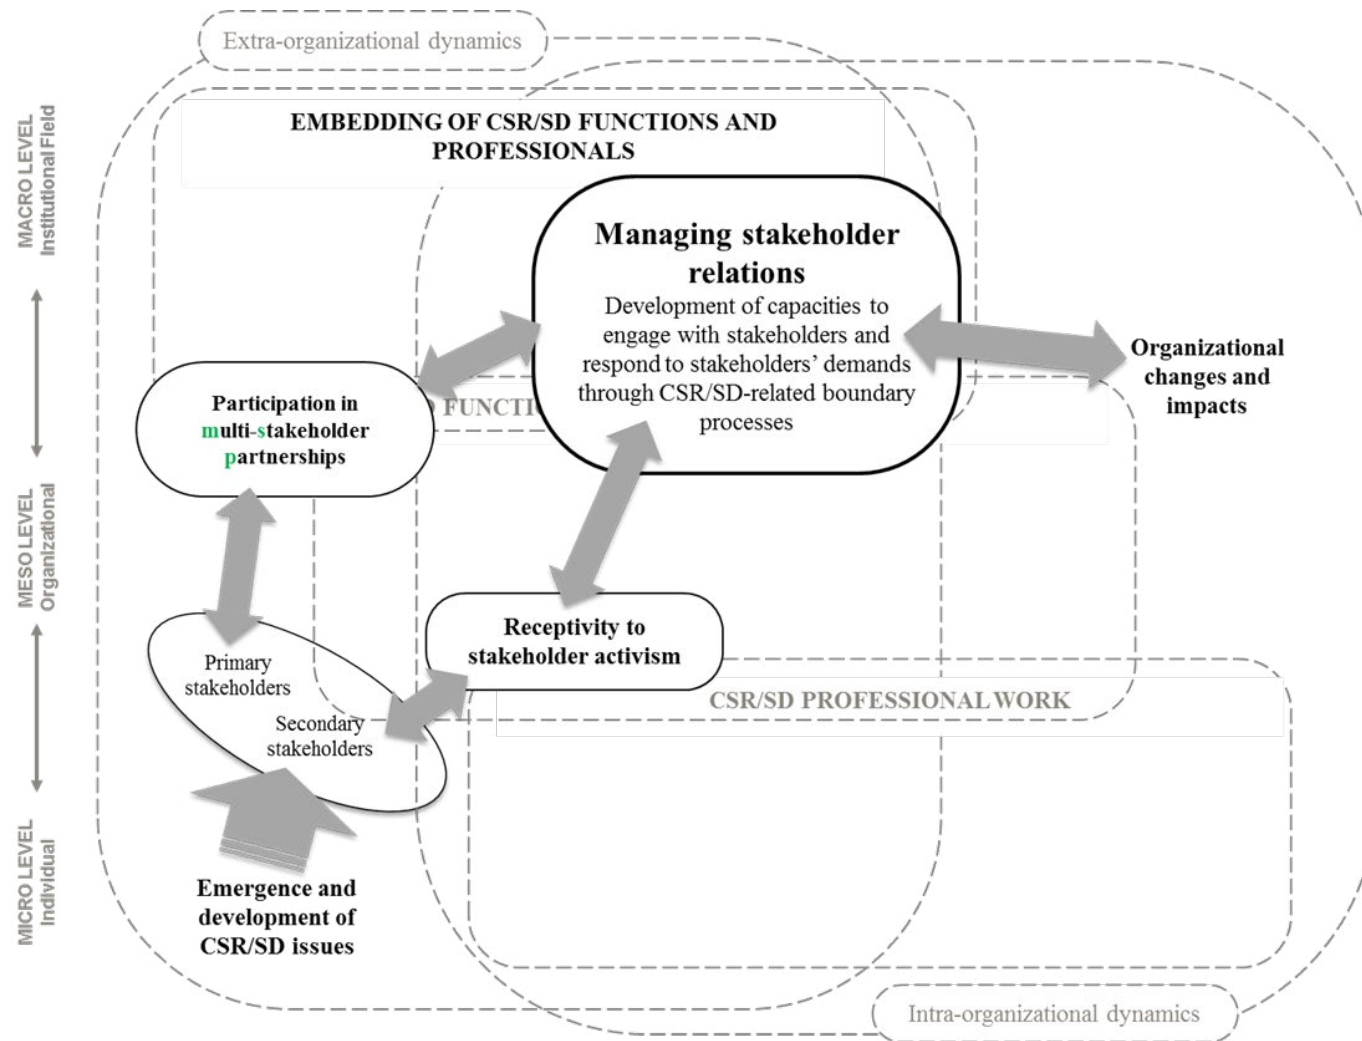 Extra-organizational dynamics
EMBEDDING OF CSR/SD FUNCTIONS AND
PROFESSIONALS
MACRO LEVEL
Institutional Field
Managing stakeholder
relations
Development of capacities to
engage with stakeholders and
respond to stakeholders’ demands
through CSR/SD-related boundary
processes
Organizational
changes and
impacts
Participation in
multi-stakeholder
partnerships
MESO LEVEL
Organizational
Receptivity to
stakeholder activism
Primary
stakeholders
Secondary
stakeholders
CSR/SD PROFESSIONAL WORK
MICRO LEVEL
Individual
Emergence and
development of
CSR/SD issues
Intra-organizational dynamics